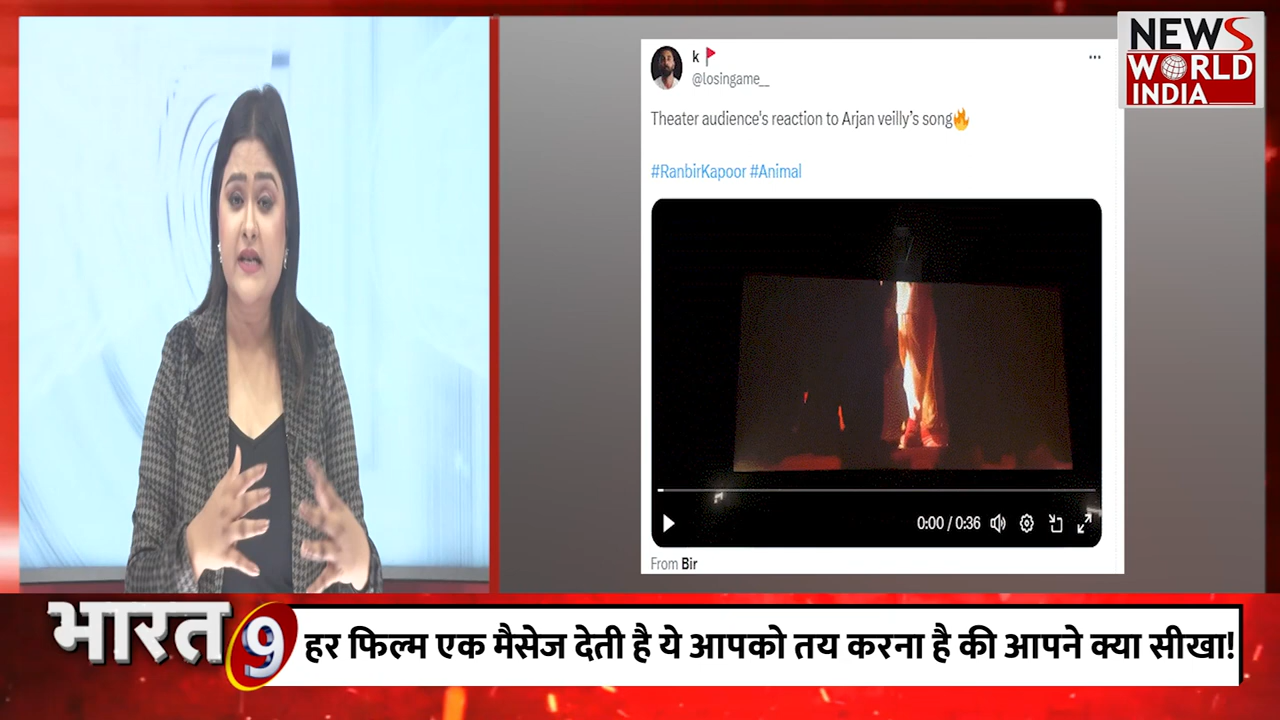 NEWS
WORLD
INDIA
k
@losingame__
Theater audience's reaction to Arjan veilly's song🔥
#RanbirKapoor #Animal
0:00 / 0:36
From Bir
भारत 9
हर फिल्म एक मैसेज देती है ये आपको तय करना है की आपने क्या सीखा!